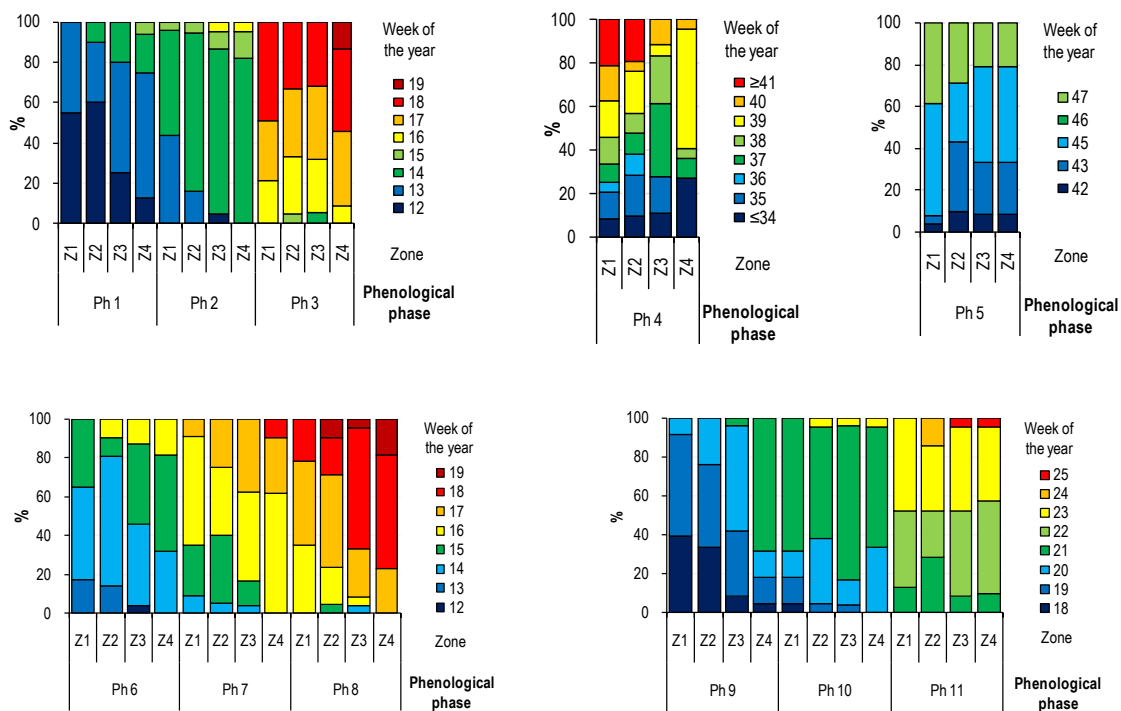 100
80
60
40
20
0
%
Z1
Z2
Z3
Z4
Z1
Z2
Z3
Z4
Z1
Z2
Z3
Z4
Ph 1
Ph 2
Ph 3
Week of
the year
19
18
17
16
15
14
13
12
Zone
Phenological
phase
100
80
60
40
20
0
%
Z1
Z2
Z3
Z4
Ph 4
Week of
the year
≥41
40
39
38
37
36
35
≤34
Zone
Phenological
phase
100
80
60
40
20
0
%
Z1
Z2
Z3
Z4
Ph 5
Week of
the year
47
46
45
43
42
Zone
Phenological
phase
100
80
60
40
20
0
%
Z1
Z2
Z3
Z4
Z1
Z2
Z3
Z4
Z1
Z2
Z3
Z4
Ph 6
Ph 7
Ph 8
Week of
the year
19
18
17
16
15
14
13
12
Zone
Phenological
phase
100
80
60
40
20
0
%
Z1
Z2
Z3
Z4
Z1
Z2
Z3
Z4
Z1
Z2
Z3
Z4
Ph 9
Ph 10
Ph 11
Week of
the year
25
24
23
22
21
20
19
18
Zone
Phenological
phase